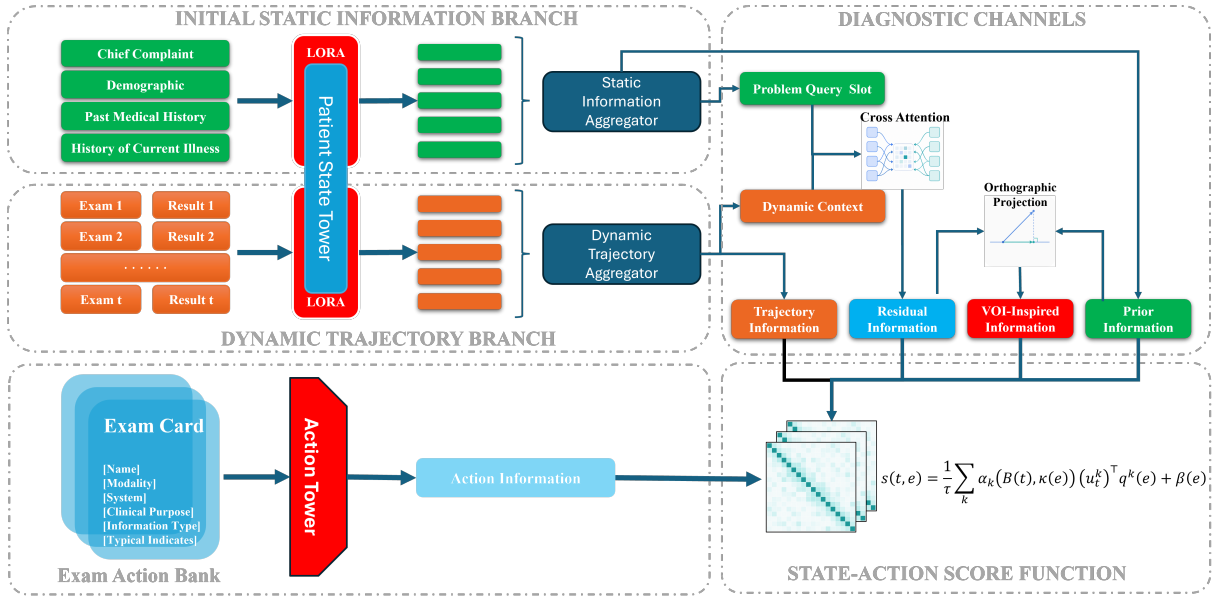 INITIAL STATIC INFORMATION BRANCH
Chief Complaint
Demographic
Past Medical History
History of Current Illness
LORA
Patient State Tower
LORA
Static
Information
Aggregator
Exam 1
Result 1
Exam 2
Result 2
......
Exam t
Result t
Dynamic
Trajectory
Aggregator
DYNAMIC TRAJECTORY BRANCH
DIAGNOSTIC CHANNELS
Problem Query Slot
Cross Attention
Dynamic Context
Orthographic
Projection
Trajectory
Information
Residual
Information
VOI-Inspired
Information
Prior
Information
Exam Card
[Name]
[Modality]
[System]
[Clinical Purpose]
[Information Type]
[Typical Indicates]
Exam Action Bank
Action Tower
Action Information
s(t, e) = \frac{1}{τ} \sum_k α_k(B(t), κ(e)) (u_t^k)^⊤ q^k(e) + β(e)
STATE-ACTION SCORE FUNCTION